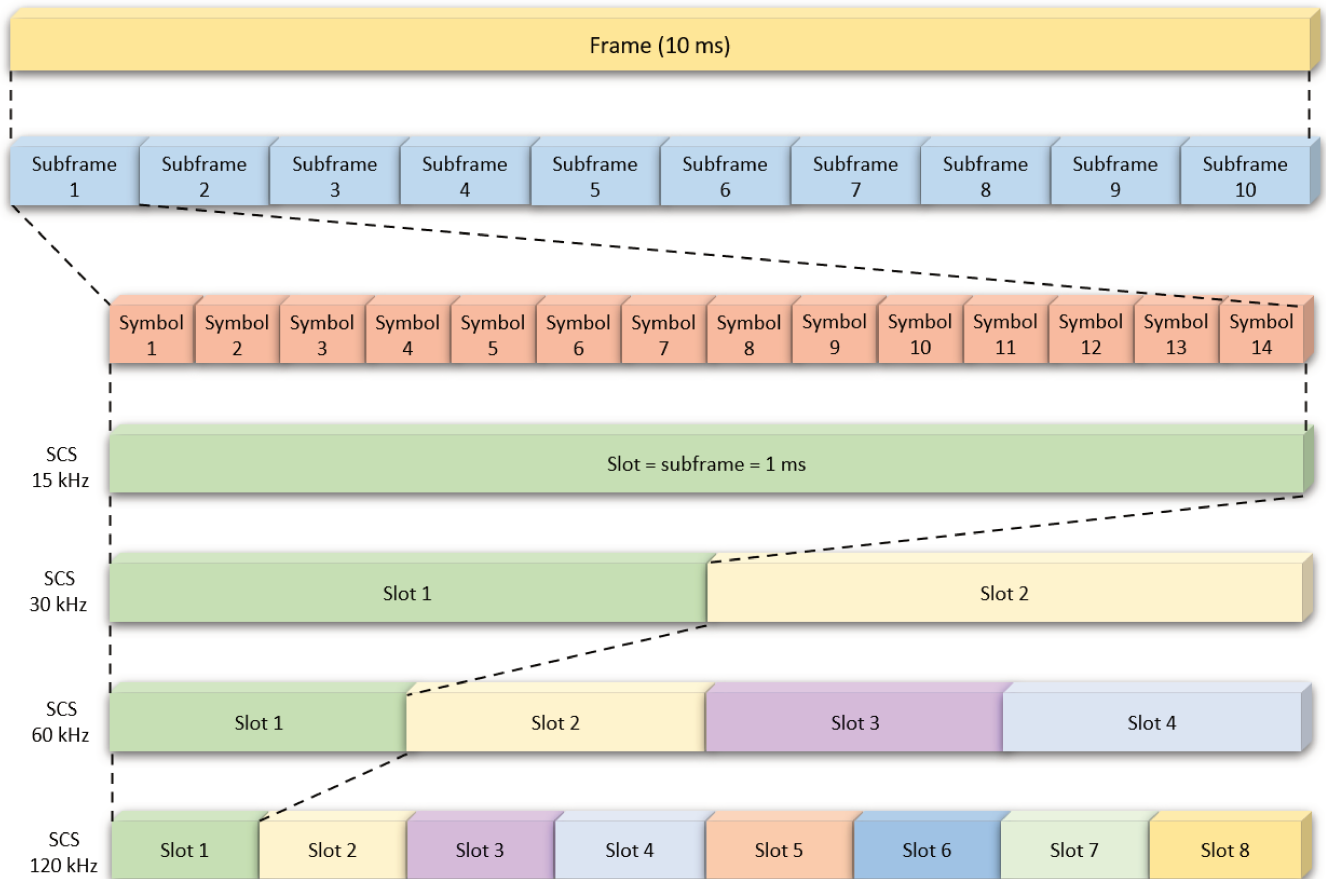 Frame (10 ms)
Subframe 1
Subframe 2
Subframe 3
Subframe 4
Subframe 5
Subframe 6
Subframe 7
Subframe 8
Subframe 9
Subframe 10
Symbol 1
Symbol 2
Symbol 3
Symbol 4
Symbol 5
Symbol 6
Symbol 7
Symbol 8
Symbol 9
Symbol 10
Symbol 11
Symbol 12
Symbol 13
Symbol 14
SCS
15 kHz
Slot = subframe = 1 ms
SCS
30 kHz
Slot 1
Slot 2
SCS
60 kHz
Slot 1
Slot 2
Slot 3
Slot 4
SCS
120 kHz
Slot 1
Slot 2
Slot 3
Slot 4
Slot 5
Slot 6
Slot 7
Slot 8